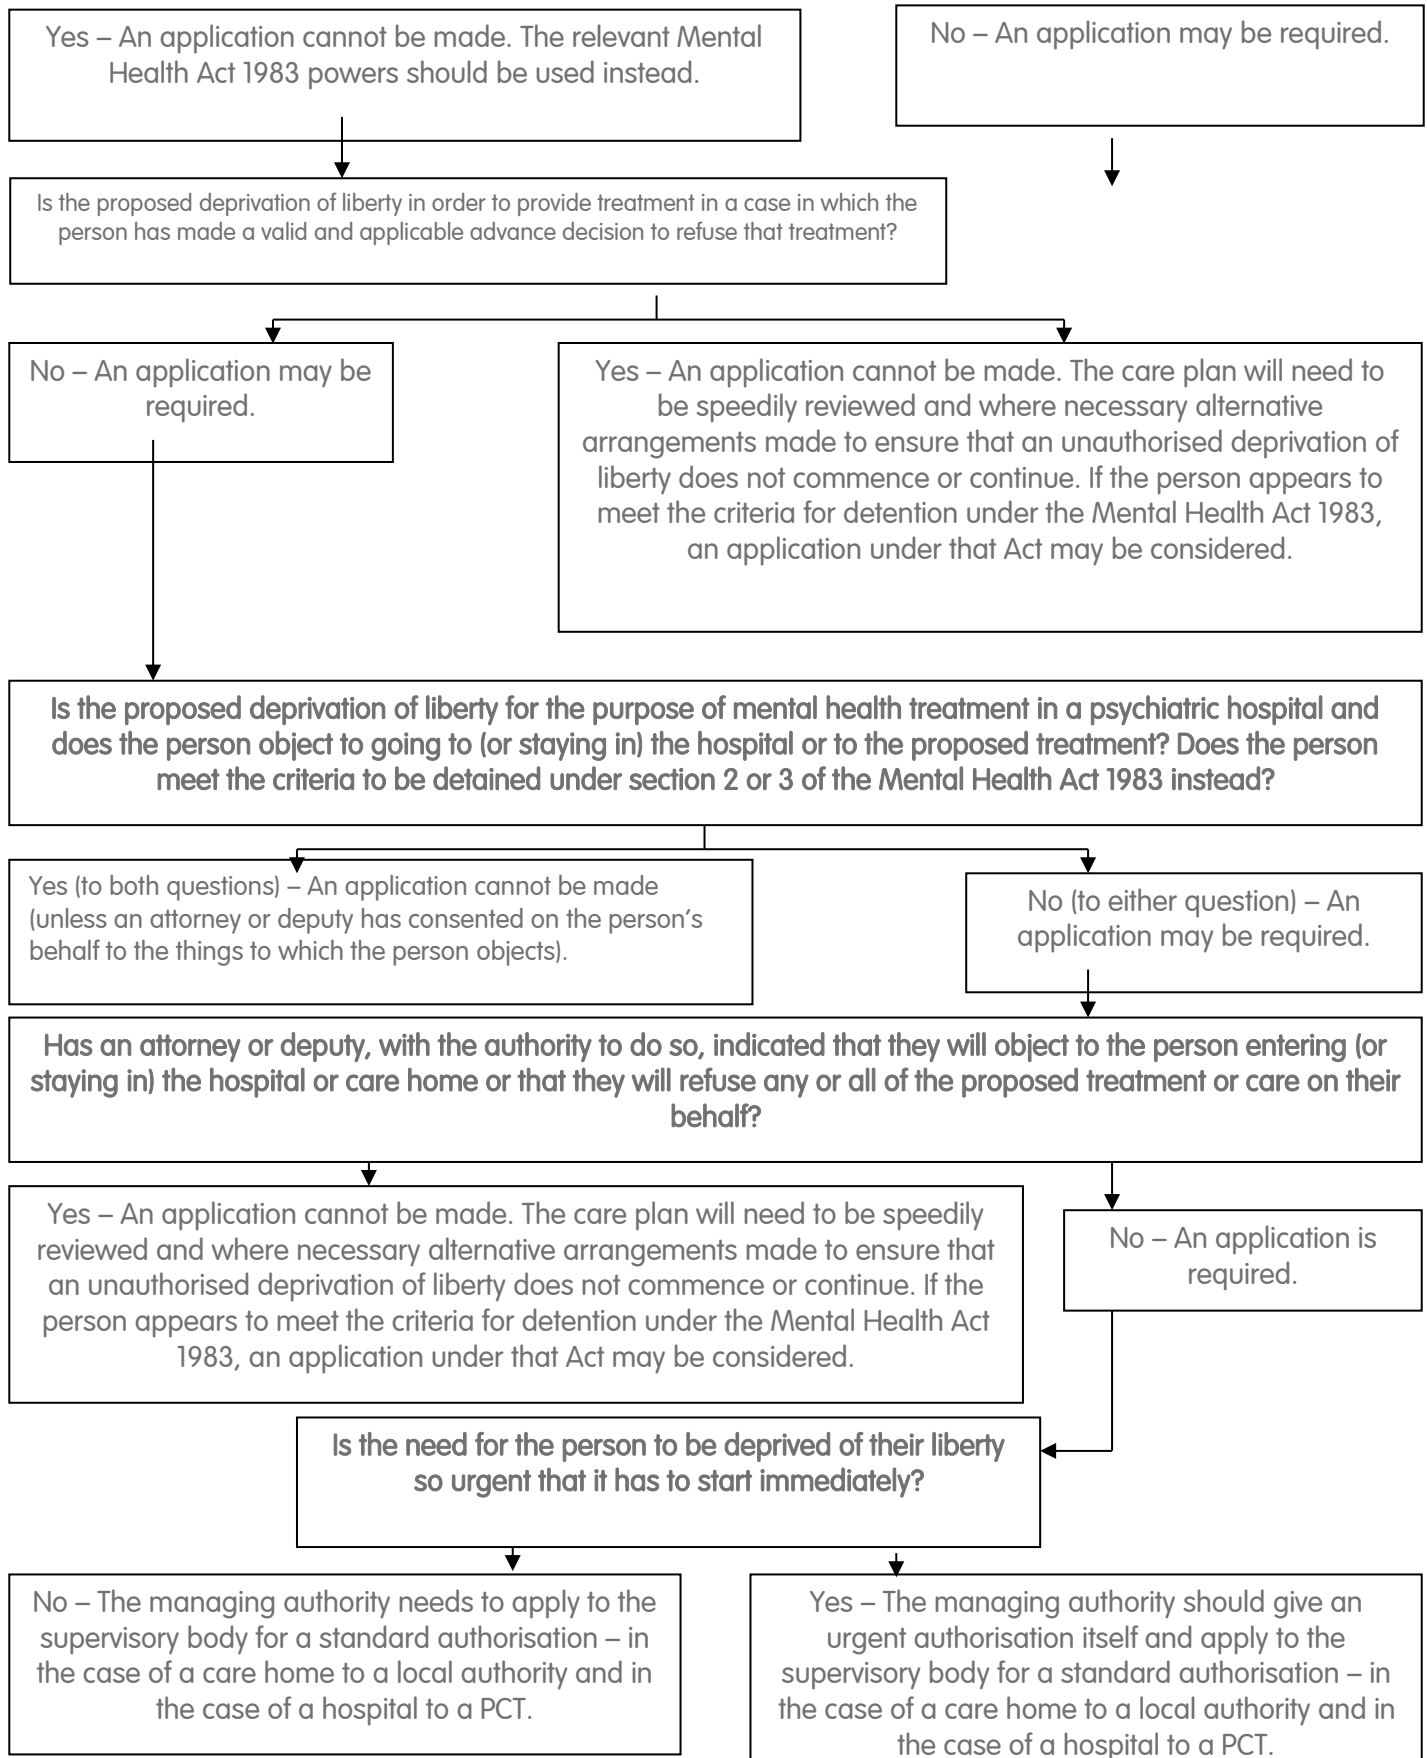 Yes – An application cannot be made. The relevant Mental
Health Act 1983 powers should be used instead.
No – An application may be required.
Is the proposed deprivation of liberty in order to provide treatment in a case in which the
person has made a valid and applicable advance decision to refuse that treatment?
No – An application may be
required.
Yes – An application cannot be made. The care plan will need to
be speedily reviewed and where necessary alternative
arrangements made to ensure that an unauthorised deprivation of
liberty does not commence or continue. If the person appears to
meet the criteria for detention under the Mental Health Act 1983,
an application under that Act may be considered.
Is the proposed deprivation of liberty for the purpose of mental health treatment in a psychiatric hospital and
does the person object to going to (or staying in) the hospital or to the proposed treatment? Does the person
meet the criteria to be detained under section 2 or 3 of the Mental Health Act 1983 instead?
Yes (to both questions) – An application cannot be made
(unless an attorney or deputy has consented on the person's
behalf to the things to which the person objects).
No (to either question) – An
application may be required.
Has an attorney or deputy, with the authority to do so, indicated that they will object to the person entering (or
staying in) the hospital or care home or that they will refuse any or all of the proposed treatment or care on their
behalf?
Yes – An application cannot be made. The care plan will need to be speedily
reviewed and where necessary alternative arrangements made to ensure that
an unauthorised deprivation of liberty does not commence or continue. If the
person appears to meet the criteria for detention under the Mental Health Act
1983, an application under that Act may be considered.
No – An application is
required.
Is the need for the person to be deprived of their liberty
so urgent that it has to start immediately?
No – The managing authority needs to apply to the
supervisory body for a standard authorisation – in
the case of a care home to a local authority and in
the case of a hospital to a PCT.
Yes – The managing authority should give an
urgent authorisation itself and apply to the
supervisory body for a standard authorisation – in
the case of a care home to a local authority and in
the case of a hospital to a PCT.